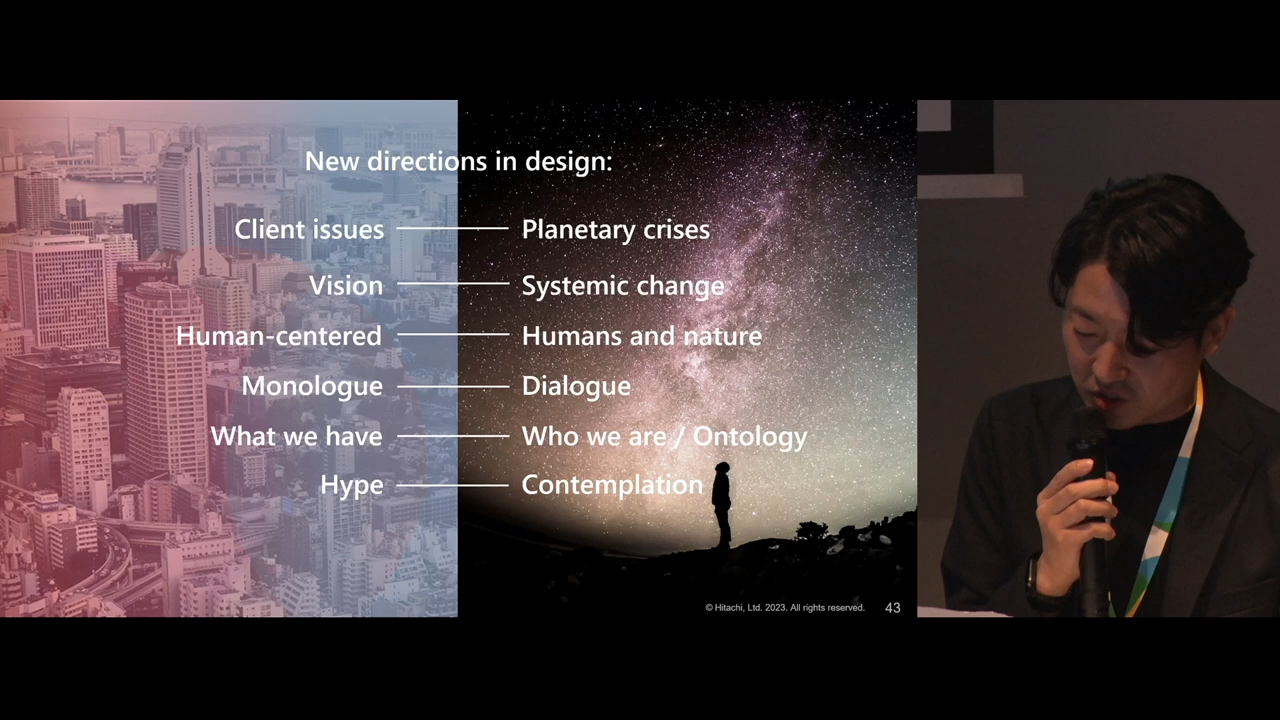 New directions in design:
Client issues Planetary crises
Vision Systemic change
Human-centered Humans and nature
Monologue Dialogue
What we have Who we are / Ontology
Hype Contemplation
© Hitachi, Ltd. 2023. All rights reserved. 43